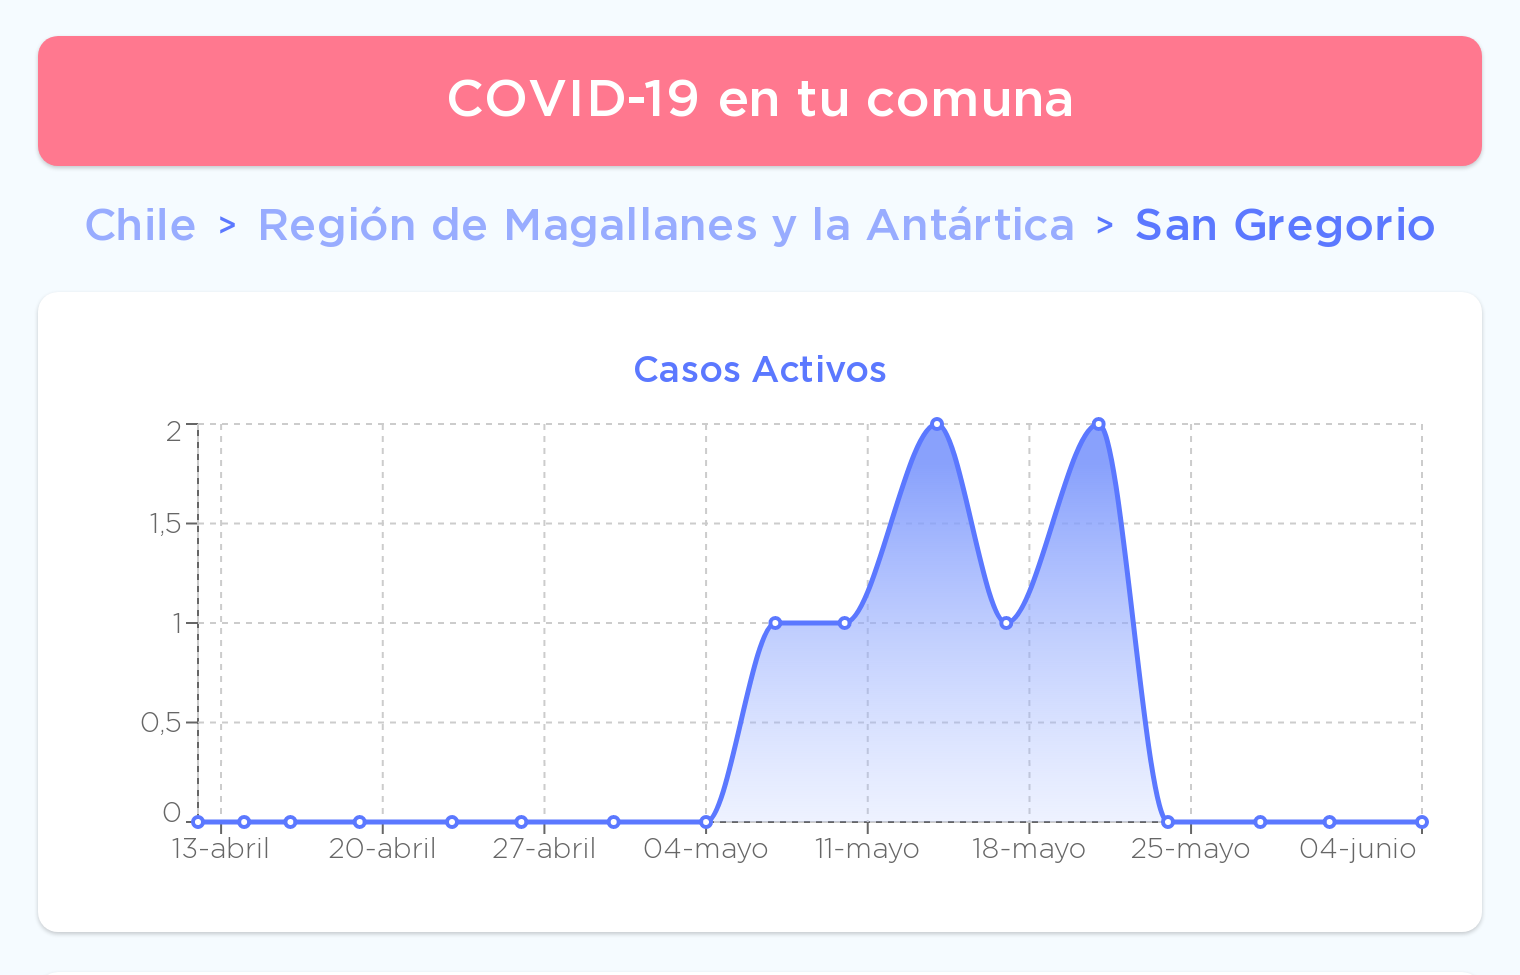 COVID-19 en tu comuna
Chile > Región de Magallanes y la Antártica > San Gregorio
Casos Activos
2
1,5
1
0,5
0
13-abril 20-abril 27-abril 04-mayo 11-mayo 18-mayo 25-mayo 04-junio